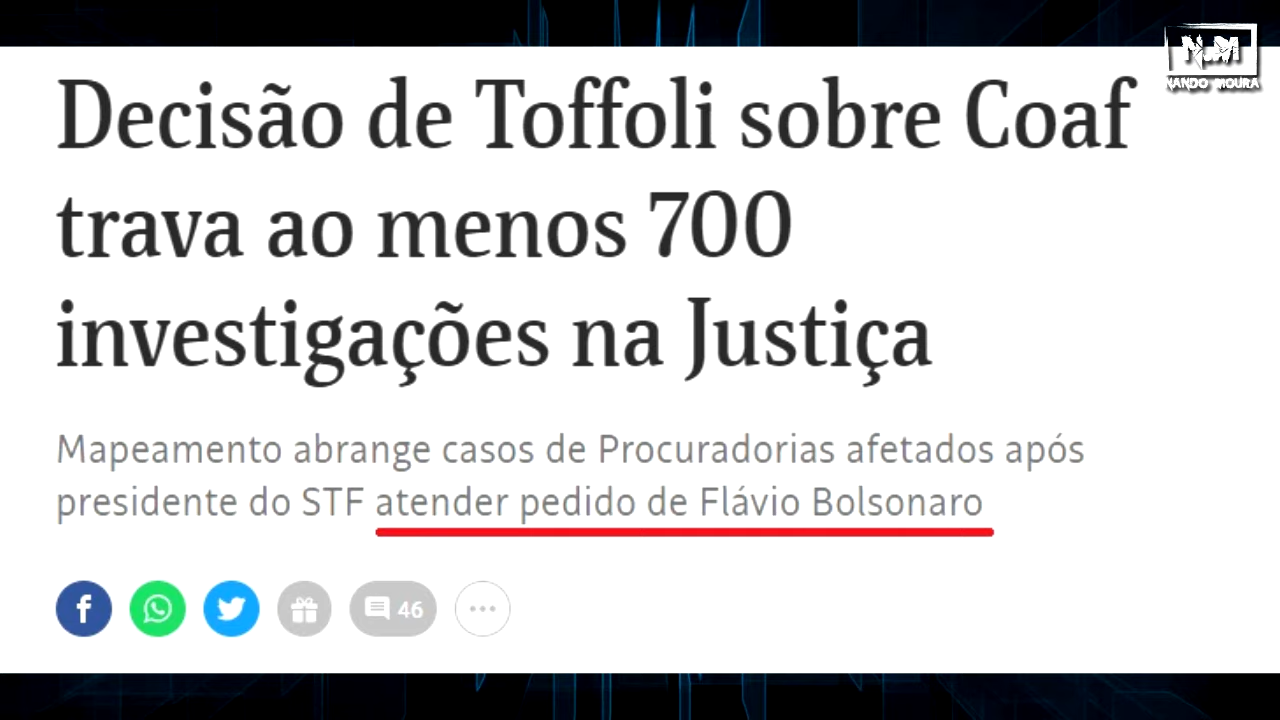 NM
NANDO MOURA
Decisão de Toffoli sobre Coaf
trava ao menos 700
investigações na Justiça
Mapeamento abrange casos de Procuradorias afetados após
presidente do STF atender pedido de Flávio Bolsonaro
46